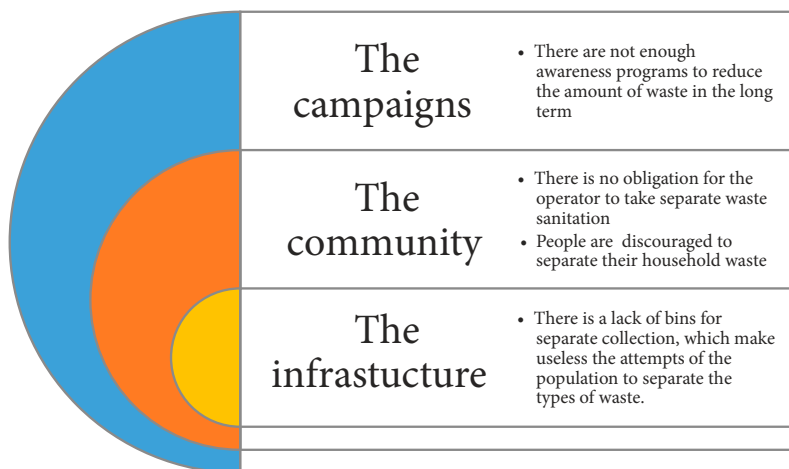 The
campaigns
• There are not enough
awareness programs to reduce
the amount of waste in the long
term
The
community
• There is no obligation for the
operator to take separate waste
sanitation
• People are discouraged to
separate their household waste
The
infrastucture
• There is a lack of bins for
separate collection, which make
useless the attempts of the
population to separate the
types of waste.